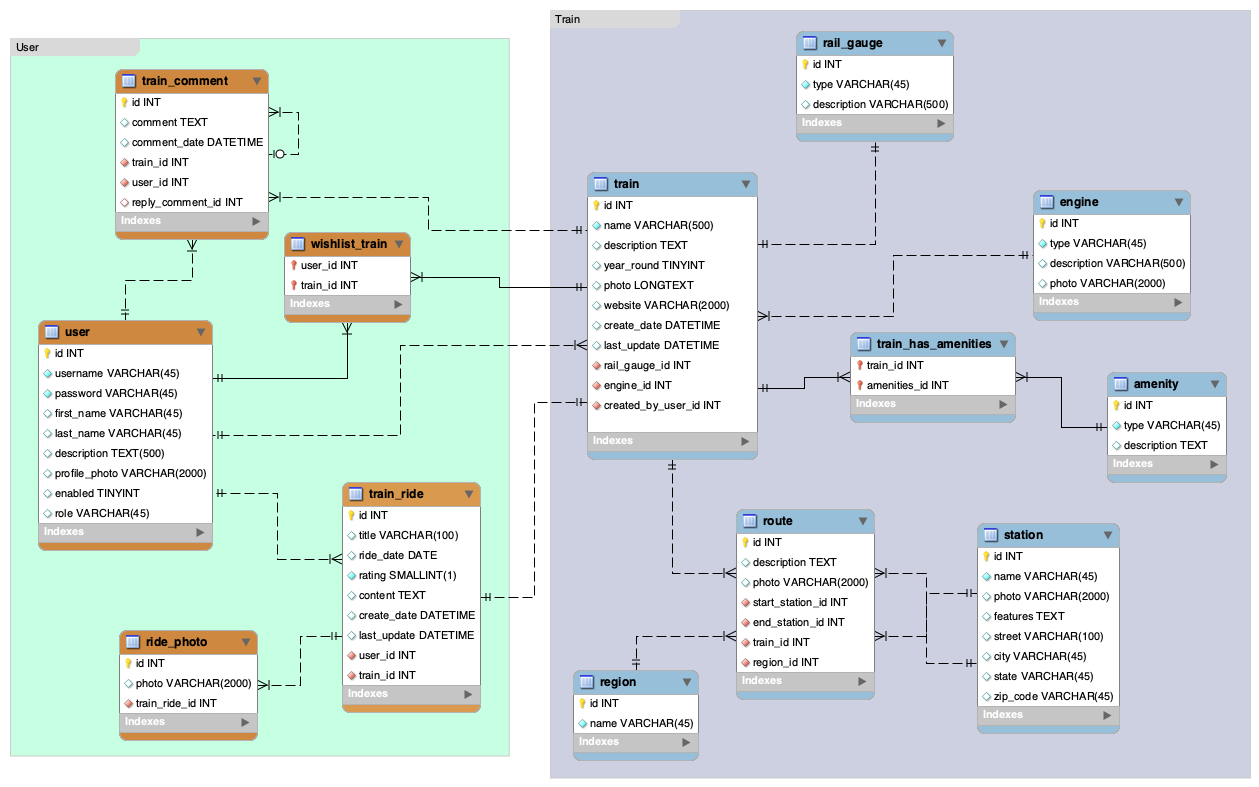 User
train_comment
id INT
comment TEXT
comment_date DATETIME
train_id INT
user_id INT
reply_comment_id INT
Indexes
wishlist_train
user_id INT
train_id INT
Indexes
user
id INT
username VARCHAR(45)
password VARCHAR(45)
first_name VARCHAR(45)
last_name VARCHAR(45)
description TEXT(500)
profile_photo VARCHAR(2000)
enabled TINYINT
role VARCHAR(45)
Indexes
train_ride
id INT
title VARCHAR(100)
ride_date DATE
rating SMALLINT(1)
content TEXT
create_date DATETIME
last_update DATETIME
user_id INT
train_id INT
Indexes
ride_photo
id INT
photo VARCHAR(2000)
train_ride_id INT
Indexes
Train
rail_gauge
id INT
type VARCHAR(45)
description VARCHAR(500)
Indexes
train
id INT
name VARCHAR(500)
description TEXT
year_round TINYINT
photo LONGTEXT
website VARCHAR(2000)
create_date DATETIME
last_update DATETIME
rail_gauge_id INT
engine_id INT
created_by_user_id INT
Indexes
engine
id INT
type VARCHAR(45)
description VARCHAR(500)
photo VARCHAR(2000)
Indexes
train_has_amenities
train_id INT
amenities_id INT
Indexes
amenity
id INT
type VARCHAR(45)
description TEXT
Indexes
route
id INT
description TEXT
photo VARCHAR(2000)
start_station_id INT
end_station_id INT
train_id INT
region_id INT
Indexes
station
id INT
name VARCHAR(45)
photo VARCHAR(2000)
features TEXT
street VARCHAR(100)
city VARCHAR(45)
state VARCHAR(45)
zip_code VARCHAR(45)
Indexes
region
id INT
name VARCHAR(45)
Indexes